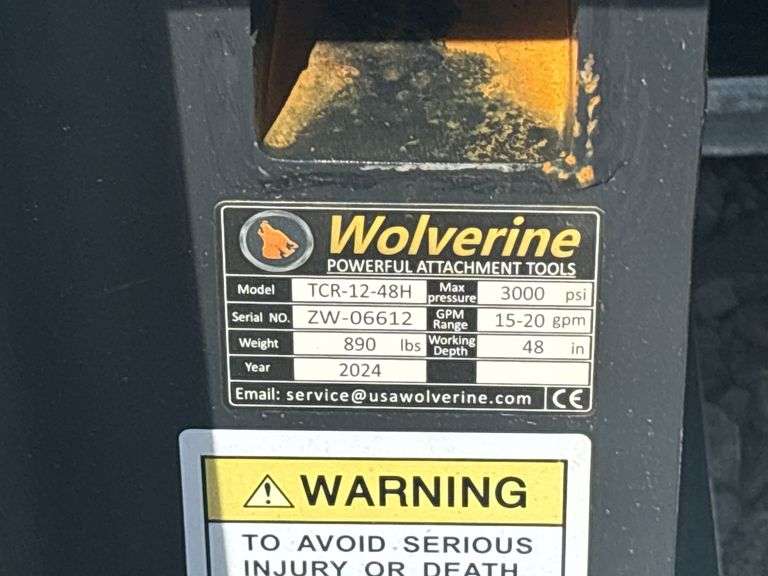 Wolverine
POWERFUL ATTACHMENT TOOLS
Model TCR-12-48H Max pressure 3000 psi
Serial NO. ZW-06612 GPM Range 15-20 gpm
Weight 890 lbs Working Depth 48 in
Year 2024
Email: service@usawolverine.com CE
WARNING
TO AVOID SERIOUS
INJURY OR DEATH